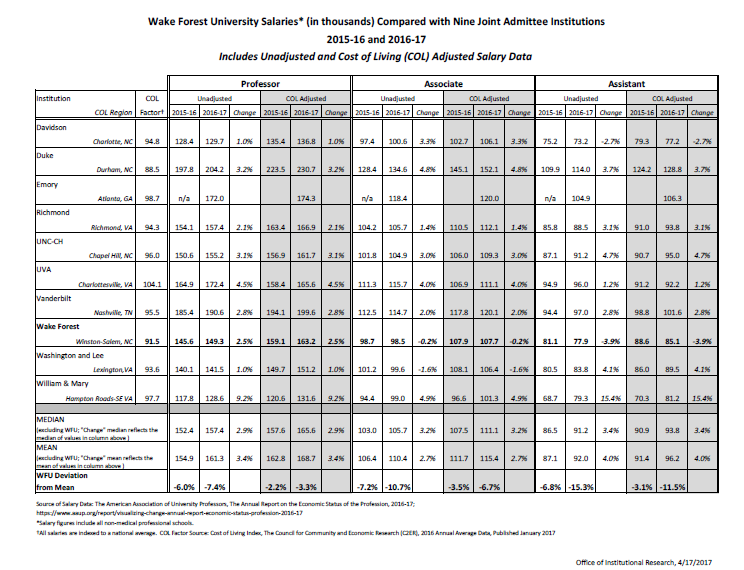 Wake Forest University Salaries* (in thousands) Compared with Nine Joint Admittee Institutions
2015-16 and 2016-17
Includes Unadjusted and Cost of Living (COL) Adjusted Salary Data
Professor Associate Assistant
Institution COL Unadjusted COL Adjusted Unadjusted COL Adjusted Unadjusted COL Adjusted
COL Region Factor† 2015-16 2016-17 Change 2015-16 2016-17 Change 2015-16 2016-17 Change 2015-16 2016-17 Change 2015-16 2016-17 Change 2015-16 2016-17 Change
Davidson
Charlotte, NC 94.8 128.4 129.7 1.0% 135.4 136.8 1.0% 97.4 100.6 3.3% 102.7 106.1 3.3% 75.2 73.2 -2.7% 79.3 77.2 -2.7%
Duke
Durham, NC 88.5 197.8 204.2 3.2% 223.5 230.7 3.2% 128.4 134.6 4.8% 145.1 152.1 4.8% 109.9 114.0 3.7% 124.2 128.8 3.7%
Emory
Atlanta, GA 98.7 n/a 172.0 174.3 n/a 118.4 120.0 n/a 104.9 106.3
Richmond
Richmond, VA 94.3 154.1 157.4 2.1% 163.4 166.9 2.1% 104.2 105.7 1.4% 110.5 112.1 1.4% 85.8 88.5 3.1% 91.0 93.8 3.1%
UNC-CH
Chapel Hill, NC 96.0 150.6 155.2 3.1% 156.9 161.7 3.1% 101.8 104.9 3.0% 106.0 109.3 3.0% 87.1 91.2 4.7% 90.7 95.0 4.7%
UVA
Charlottesville, VA 104.1 164.9 172.4 4.5% 158.4 165.6 4.5% 111.3 115.7 4.0% 106.9 111.1 4.0% 94.9 96.0 1.2% 91.2 92.2 1.2%
Vanderbilt
Nashville, TN 95.5 185.4 190.6 2.8% 194.1 199.6 2.8% 112.5 114.7 2.0% 117.8 120.1 2.0% 94.4 97.0 2.8% 98.8 101.6 2.8%
Wake Forest
Winston-Salem, NC 91.5 145.6 149.3 2.5% 159.1 163.2 2.5% 98.7 98.5 -0.2% 107.9 107.7 -0.2% 81.1 77.9 -3.9% 88.6 85.1 -3.9%
Washington and Lee
Lexington, VA 93.6 140.1 141.5 1.0% 149.7 151.2 1.0% 101.2 99.6 -1.6% 108.1 106.4 -1.6% 80.5 83.8 4.1% 86.0 89.5 4.1%
William & Mary
Hampton Roads-SE VA 97.7 117.8 128.6 9.2% 120.6 131.6 9.2% 94.4 99.0 4.9% 96.6 101.3 4.9% 68.7 79.3 15.4% 70.3 81.2 15.4%
MEDIAN
(excluding WFU; "Change" median reflects the
median of values in column above ) 152.4 157.4 2.9% 157.6 165.6 2.9% 103.0 105.7 3.2% 107.5 111.1 3.2% 86.5 91.2 3.4% 90.9 93.8 3.4%
MEAN
(excluding WFU; "Change" mean reflects the
mean of values in column above ) 154.9 161.3 3.4% 162.8 168.7 3.4% 106.4 110.4 2.7% 111.7 115.4 2.7% 87.1 92.0 4.0% 91.4 96.2 4.0%
WFU Deviation
from Mean -6.0% -7.4% -2.2% -3.3% -7.2% -10.7% -3.5% -6.7% -6.8% -15.3% -3.1% -11.5%
Source of Salary Data: The American Association of University Professors, The Annual Report on the Economic Status of the Profession, 2016-17;
https://www.aaup.org/report/visualizing-change-annual-report-economic-status-profession-2016-17
*Salary figures include all non-medical professional schools.
†All salaries are indexed to a national average. COL Factor Source: Cost of Living Index, The Council for Community and Economic Research (C2ER), 2016 Annual Average Data, Published January 2017
Office of Institutional Research, 4/17/2017